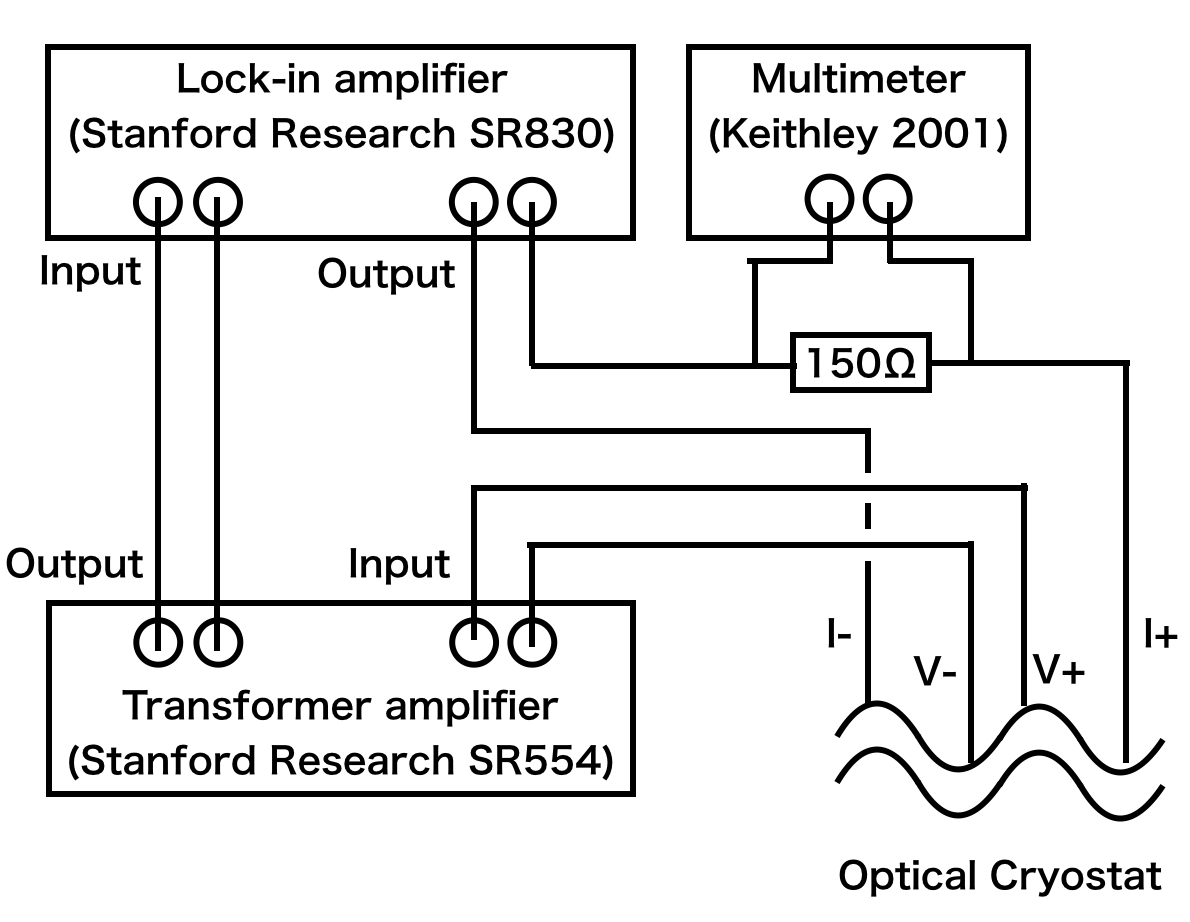 Lock-in amplifier
(Stanford Research SR830)
Multimeter
(Keithley 2001)
Input
Output
150Ω
Output
Input
I-
V-
V+
I+
Transformer amplifier
(Stanford Research SR554)
Optical Cryostat